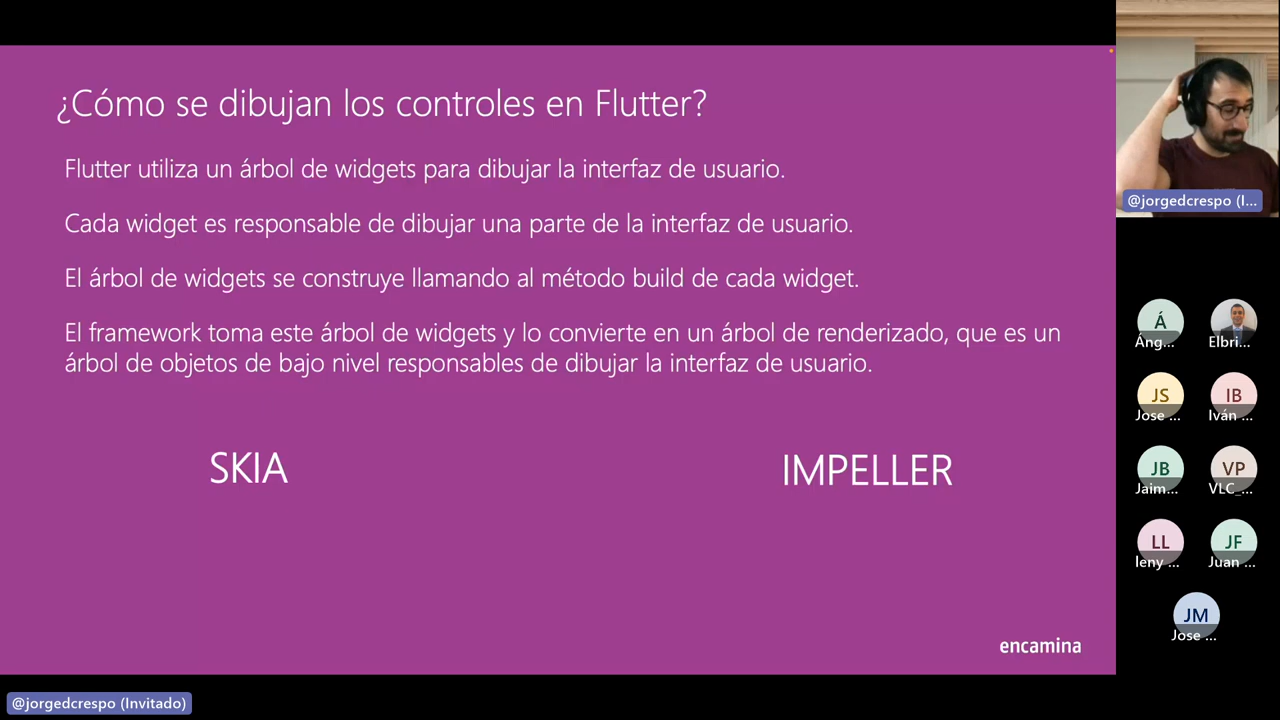 ¿Cómo se dibujan los controles en Flutter?
Flutter utiliza un árbol de widgets para dibujar la interfaz de usuario.
Cada widget es responsable de dibujar una parte de la interfaz de usuario.
El árbol de widgets se construye llamando al método build de cada widget.
El framework toma este árbol de widgets y lo convierte en un árbol de renderizado, que es un
árbol de objetos de bajo nivel responsables de dibujar la interfaz de usuario.
SKIA
IMPELLER
encamina
@jorgedcrespo (Invitado)
@jorgedcrespo (I...
Á
Áng...
Elbri...
JS
Jose ...
IB
Iván ...
JB
Jaim...
VP
VLC_...
LL
leny ...
JF
Juan ...
JM
Jose ...